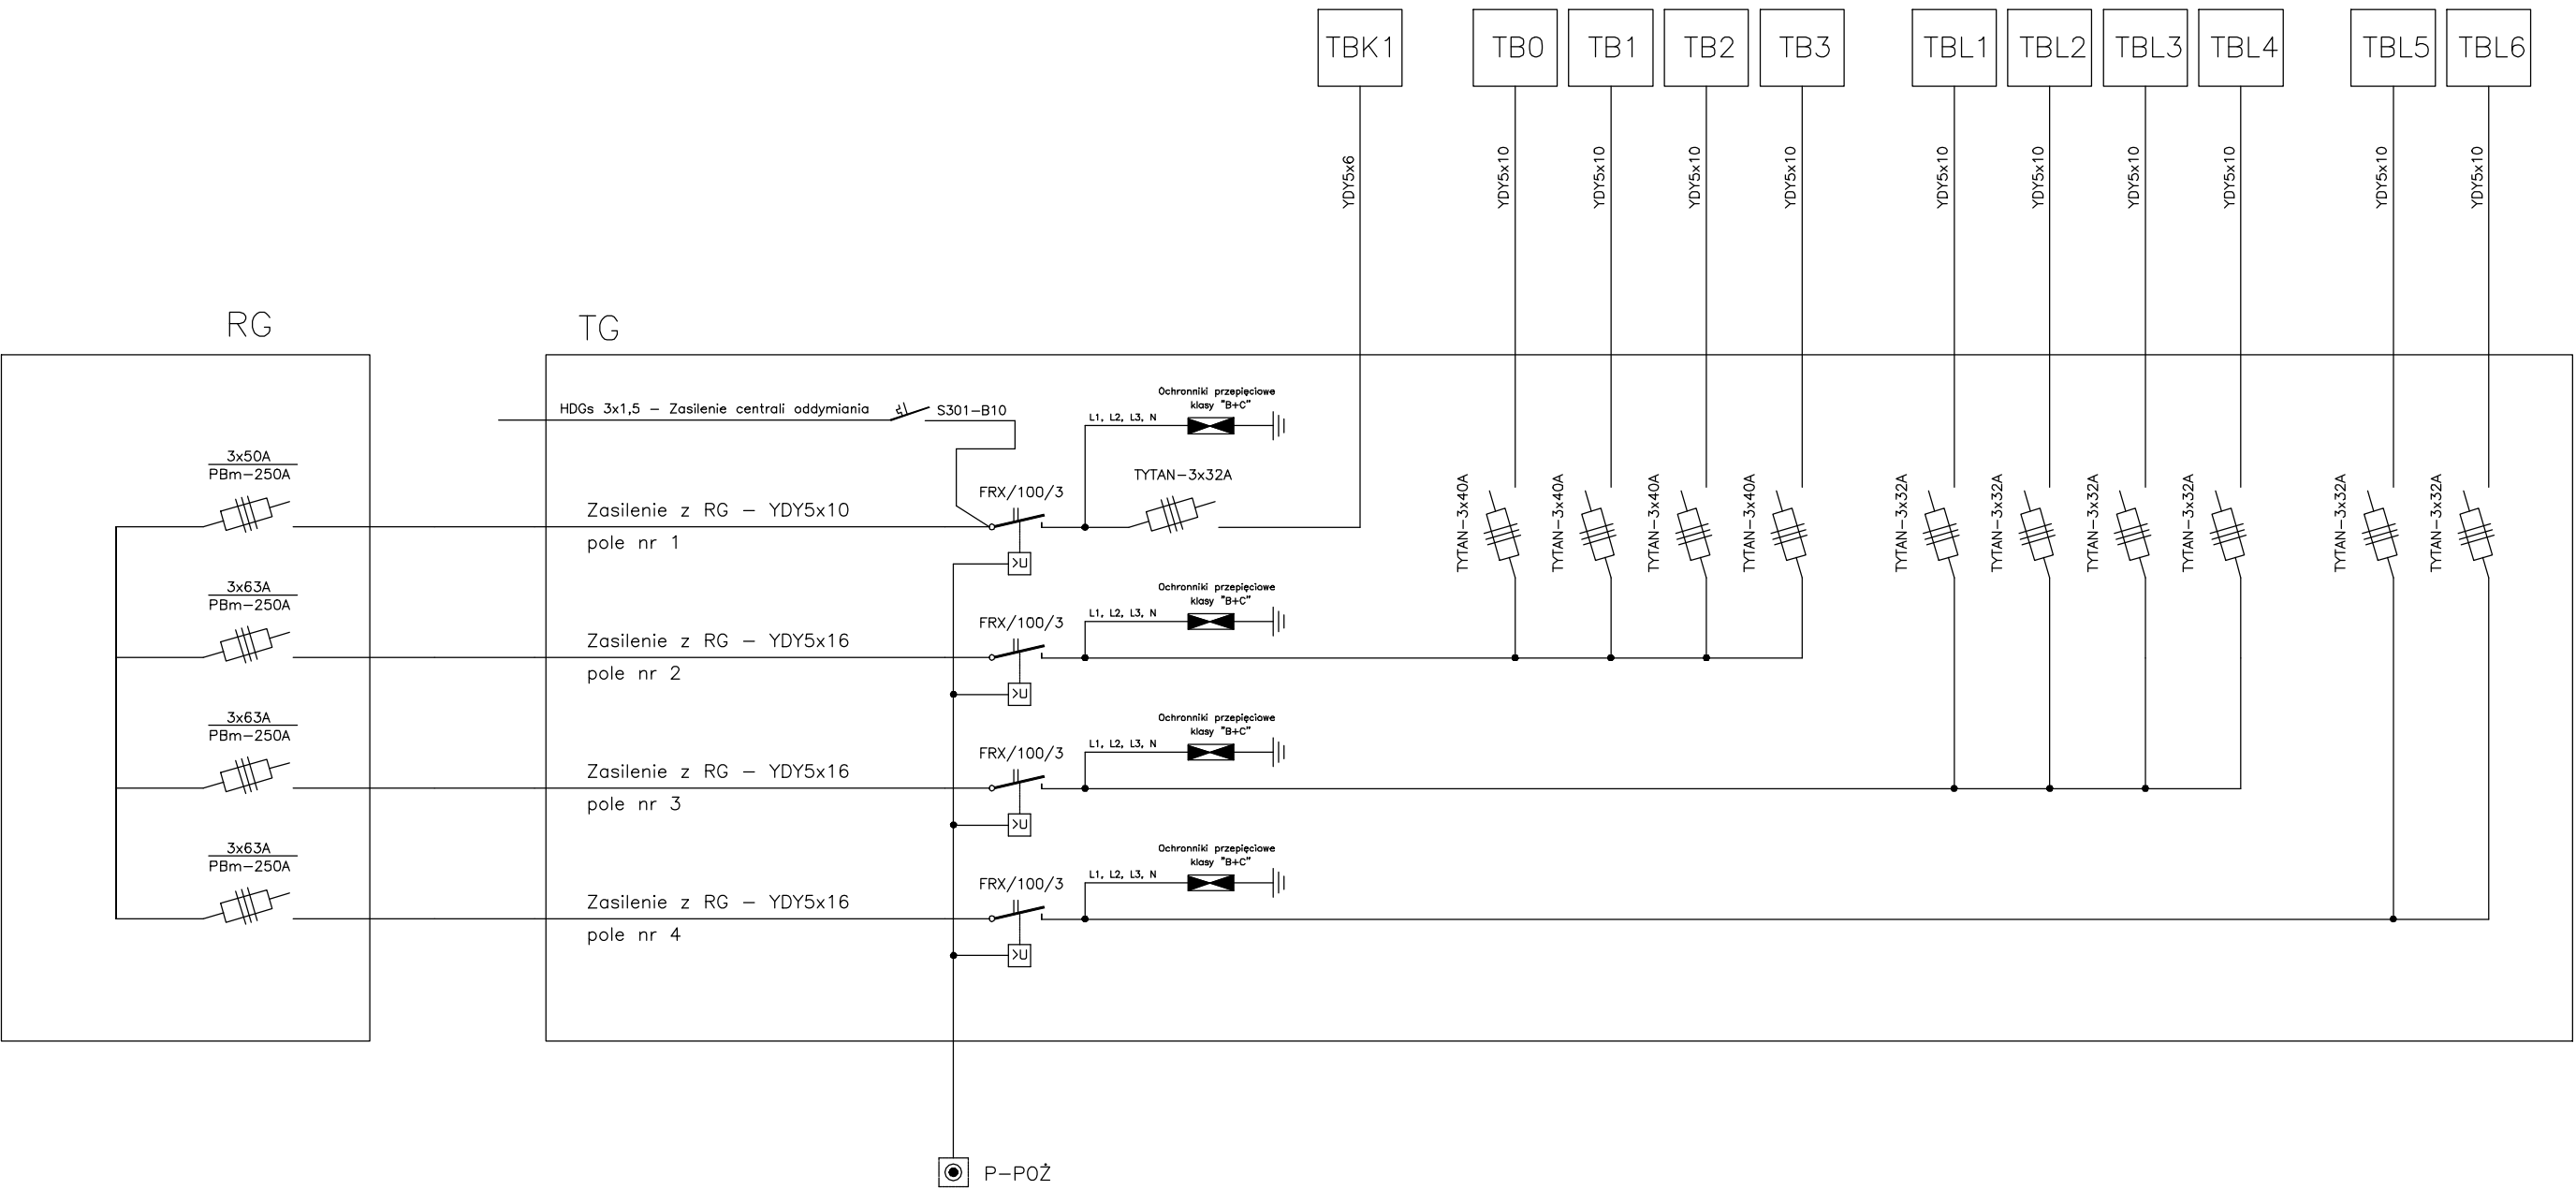 TBK1
TB0
TB1
TB2
TB3
TBL1
TBL2
TBL3
TBL4
TBL5
TBL6
YDY5x6
YDY5x10
YDY5x10
YDY5x10
YDY5x10
YDY5x10
YDY5x10
YDY5x10
YDY5x10
YDY5x10
YDY5x10
RG
TG
HDGs 3x1,5 – Zasilenie centrali oddymiania
S301–B10
Ochronniki przepięciowe
klasy "B+C"
L1, L2, L3, N
3x50A
PBm–250A
Zasilenie z RG – YDY5x10
pole nr 1
FRX/100/3
>U
TYTAN–3x32A
TYTAN–3x40A
TYTAN–3x40A
TYTAN–3x40A
TYTAN–3x40A
TYTAN–3x32A
TYTAN–3x32A
TYTAN–3x32A
TYTAN–3x32A
TYTAN–3x32A
TYTAN–3x32A
3x63A
PBm–250A
Zasilenie z RG – YDY5x16
pole nr 2
FRX/100/3
>U
Ochronniki przepięciowe
klasy "B+C"
L1, L2, L3, N
3x63A
PBm–250A
Zasilenie z RG – YDY5x16
pole nr 3
FRX/100/3
>U
Ochronniki przepięciowe
klasy "B+C"
L1, L2, L3, N
3x63A
PBm–250A
Zasilenie z RG – YDY5x16
pole nr 4
FRX/100/3
>U
Ochronniki przepięciowe
klasy "B+C"
L1, L2, L3, N
P–POŻ